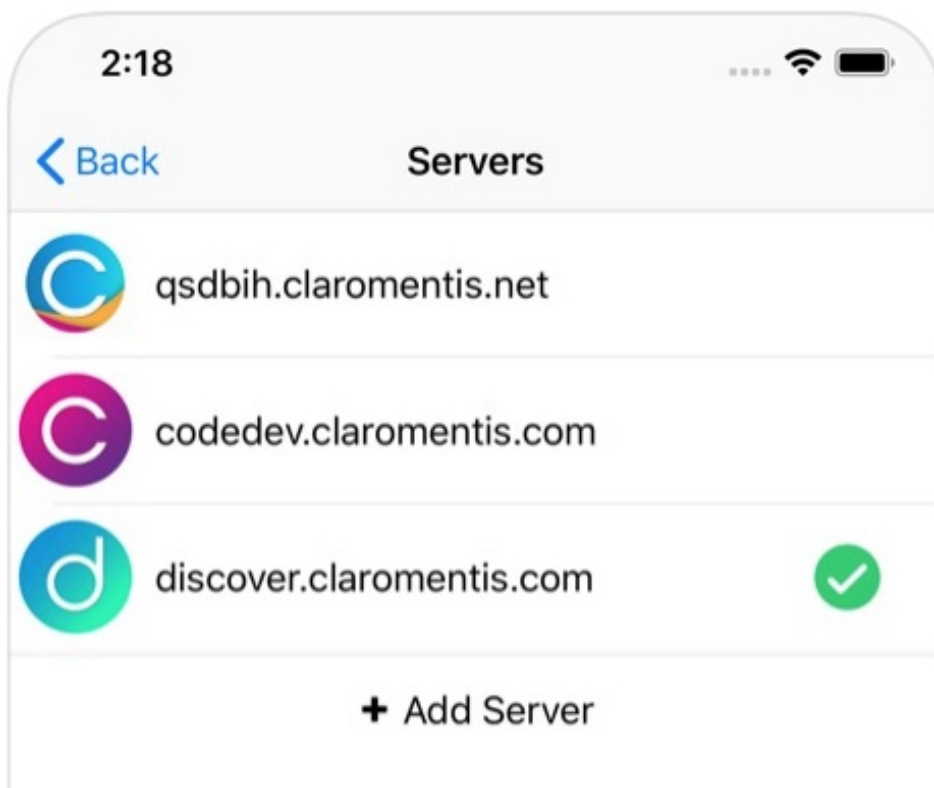 2:18
Back
Servers
C
qsdbih.claromentis.net
C
codedev.claromentis.com
d
discover.claromentis.com
+ Add Server